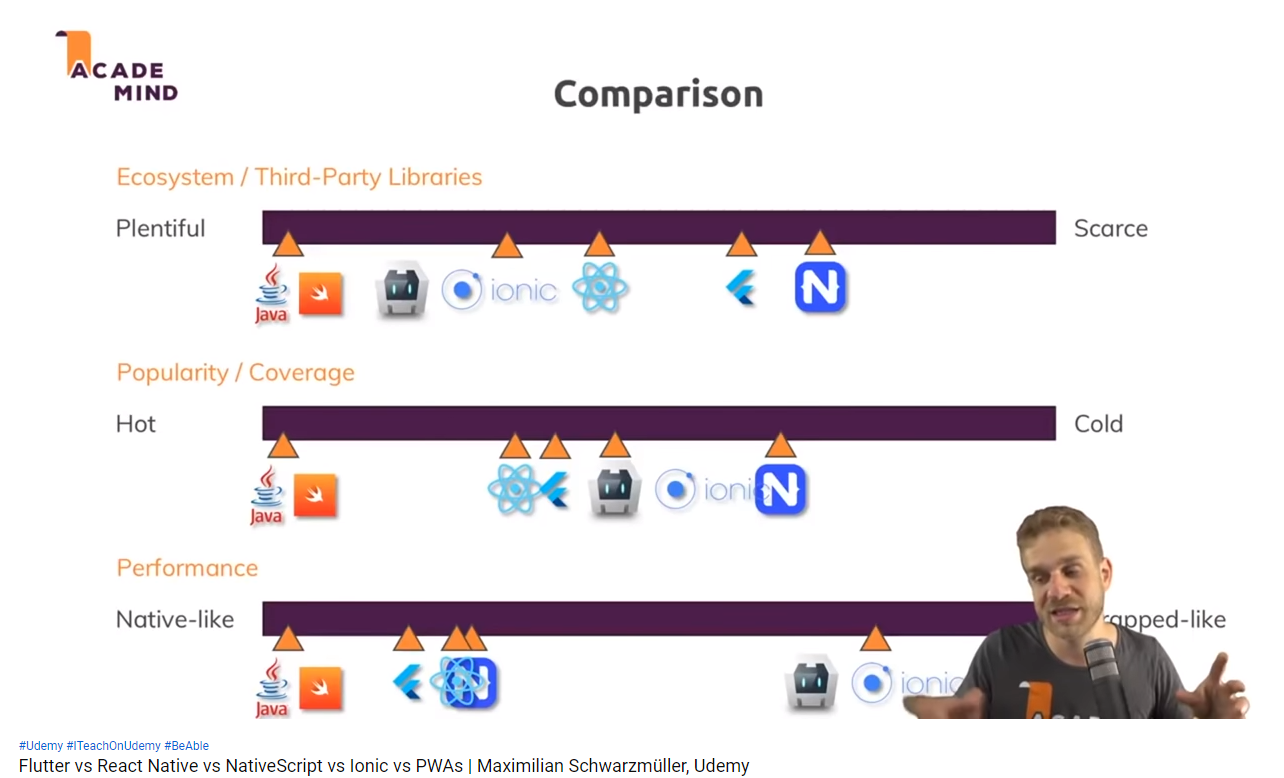 ACADE
MIND
Comparison
Ecosystem / Third-Party Libraries
Plentiful
Scarce
Java
ionic
N
Popularity / Coverage
Hot
Cold
Java
ionic
N
Performance
Native-like
rapped-like
Java
N
ionic
ACAD
#Udemy #ITeachOnUdemy #BeAble
Flutter vs React Native vs NativeScript vs Ionic vs PWAs | Maximilian Schwarzmüller, Udemy